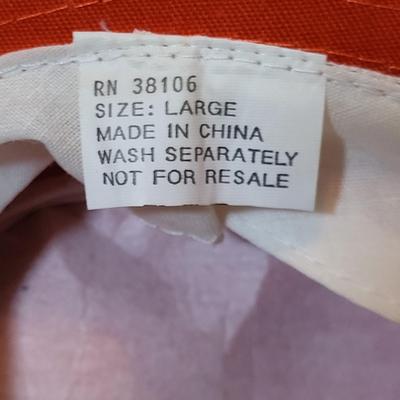 RN 38106
SIZE: LARGE
MADE IN CHINA
WASH SEPARATELY
NOT FOR RESALE